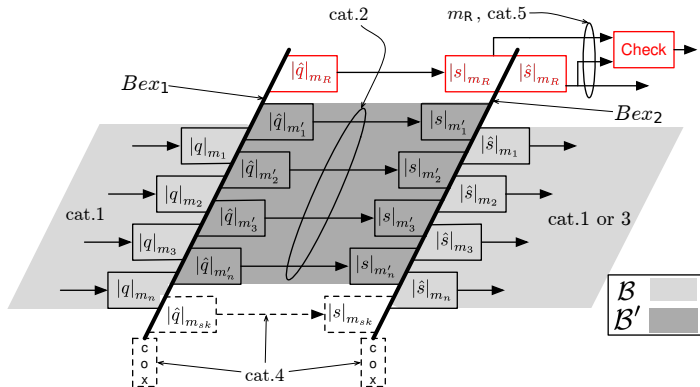 cat.2
m_R, cat.5
|q̂|_{m_R}
|s|_{m_R}
|ŝ|_{m_R}
Check
Bex_1
Bex_2
|q̂|_{m'_1}
|s|_{m'_1}
|q|_{m_1}
|ŝ|_{m_1}
|q̂|_{m'_2}
|s|_{m'_2}
|q|_{m_2}
|ŝ|_{m_2}
cat.1
|q̂|_{m'_3}
|s|_{m'_3}
cat.1 or 3
|q|_{m_3}
|ŝ|_{m_3}
|q̂|_{m'_n}
|s|_{m'_n}
|q|_{m_n}
|ŝ|_{m_n}
ℬ
ℬ′
|q̂|_{m_{sk}}
|s|_{m_{sk}}
cox
cat.4
cox